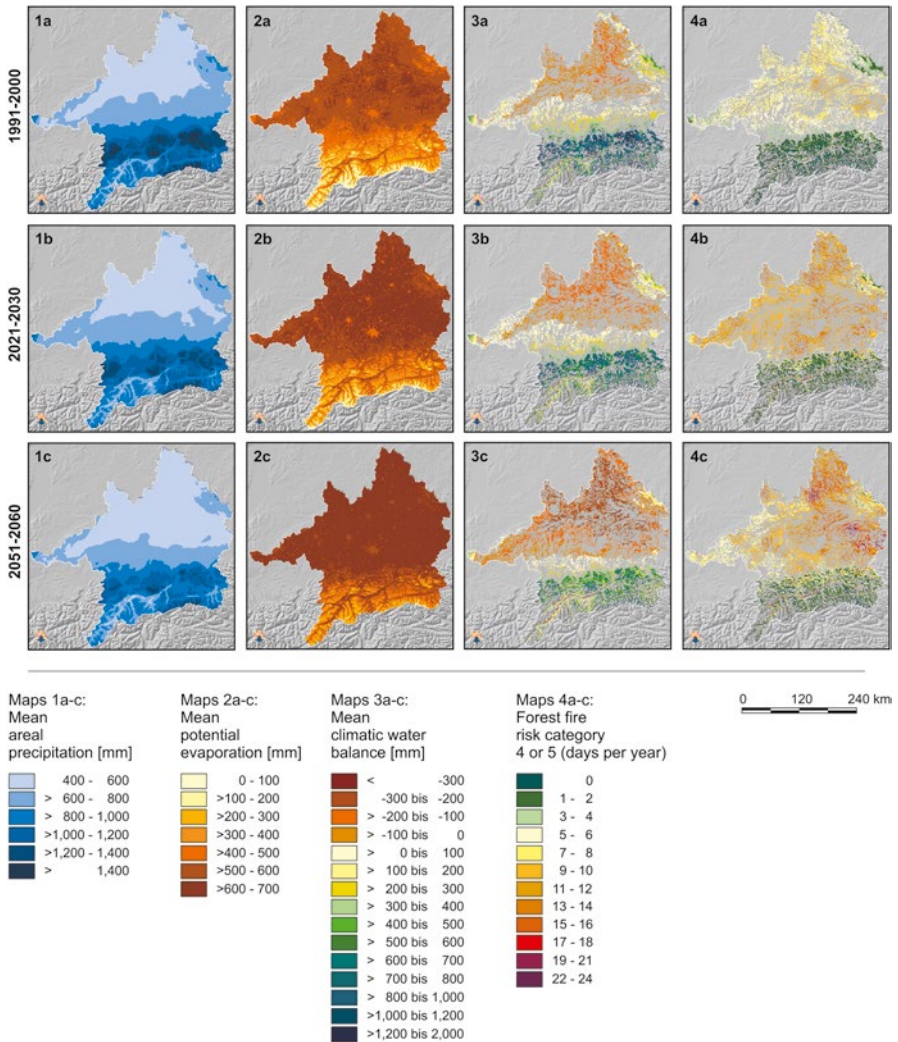 1a
2a
3a
4a
1991-2000
1b
2b
3b
4b
2021-2030
1c
2c
3c
4c
2051-2060
Maps 1a-c:
Mean
areal
precipitation [mm]
400 - 600
> 600 - 800
> 800 - 1,000
>1,000 - 1,200
>1,200 - 1,400
> 1,400
Maps 2a-c:
Mean
potential
evaporation [mm]
0 - 100
>100 - 200
>200 - 300
>300 - 400
>400 - 500
>500 - 600
>600 - 700
Maps 3a-c:
Mean
climatic water
balance [mm]
< -300
-300 bis -200
> -200 bis -100
> -100 bis 0
> 0 bis 100
> 100 bis 200
> 200 bis 300
> 300 bis 400
> 400 bis 500
> 500 bis 600
> 600 bis 700
> 700 bis 800
> 800 bis 1,000
>1,000 bis 1,200
>1,200 bis 2,000
Maps 4a-c:
Forest fire
risk category
4 or 5 (days per year)
0
1 - 2
3 - 4
5 - 6
7 - 8
9 - 10
11 - 12
13 - 14
15 - 16
17 - 18
19 - 21
22 - 24
0 120 240 km